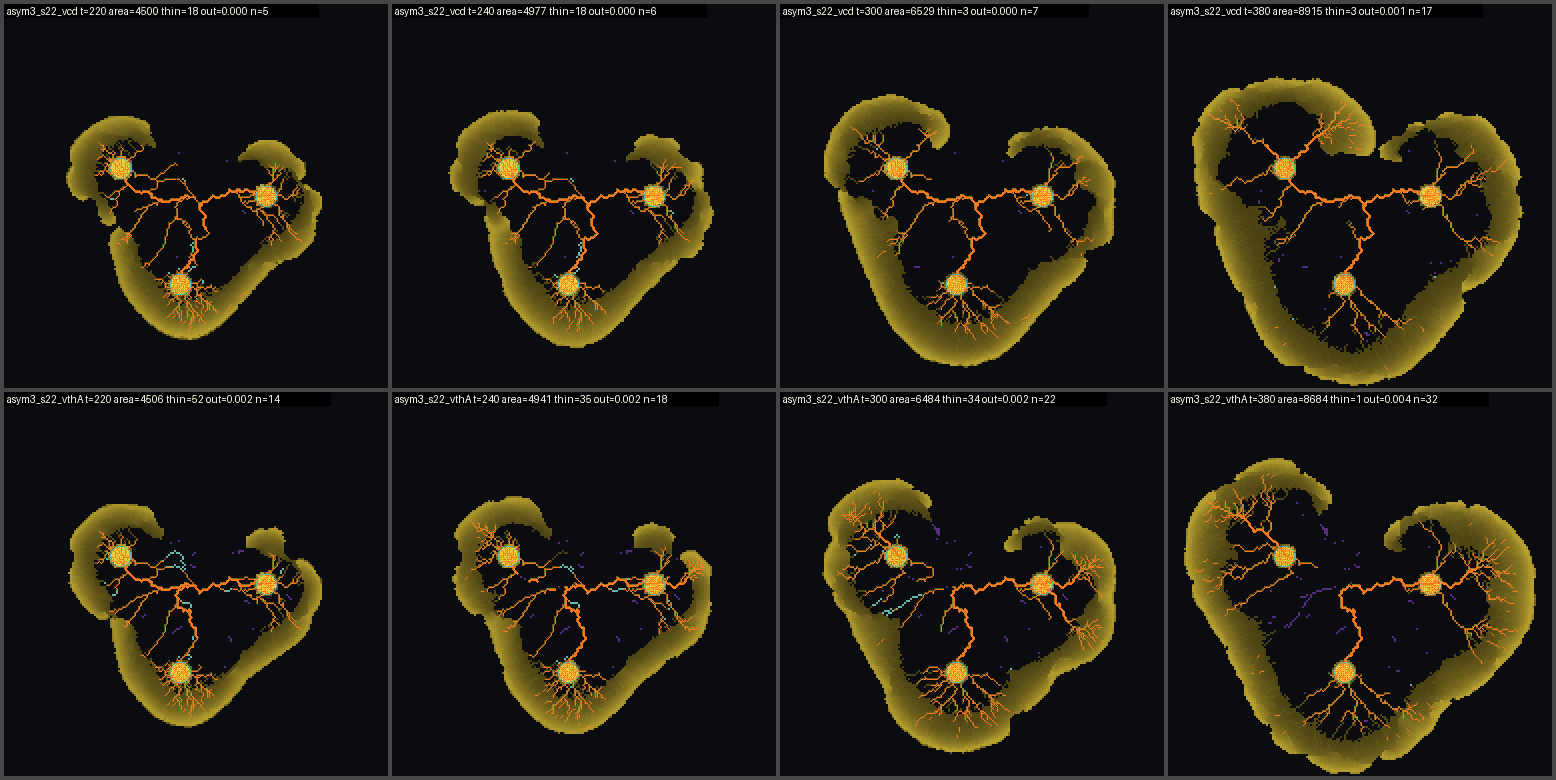 asym3_s22_vcd t=220 area=4500 thin=18 out=0.000 n=5
asym3_s22_vcd t=240 area=4977 thin=18 out=0.000 n=6
asym3_s22_vcd t=300 area=6529 thin=3 out=0.000 n=7
asym3_s22_vcd t=380 area=8915 thin=3 out=0.001 n=17
asym3_s22_vthAt=220 area=4506 thin=52 out=0.002 n=14
asym3_s22_vthAt=240 area=4941 thin=35 out=0.002 n=18
asym3_s22_vthAt=300 area=6484 thin=34 out=0.002 n=22
asym3_s22_vthAt=380 area=8684 thin=1 out=0.004 n=32